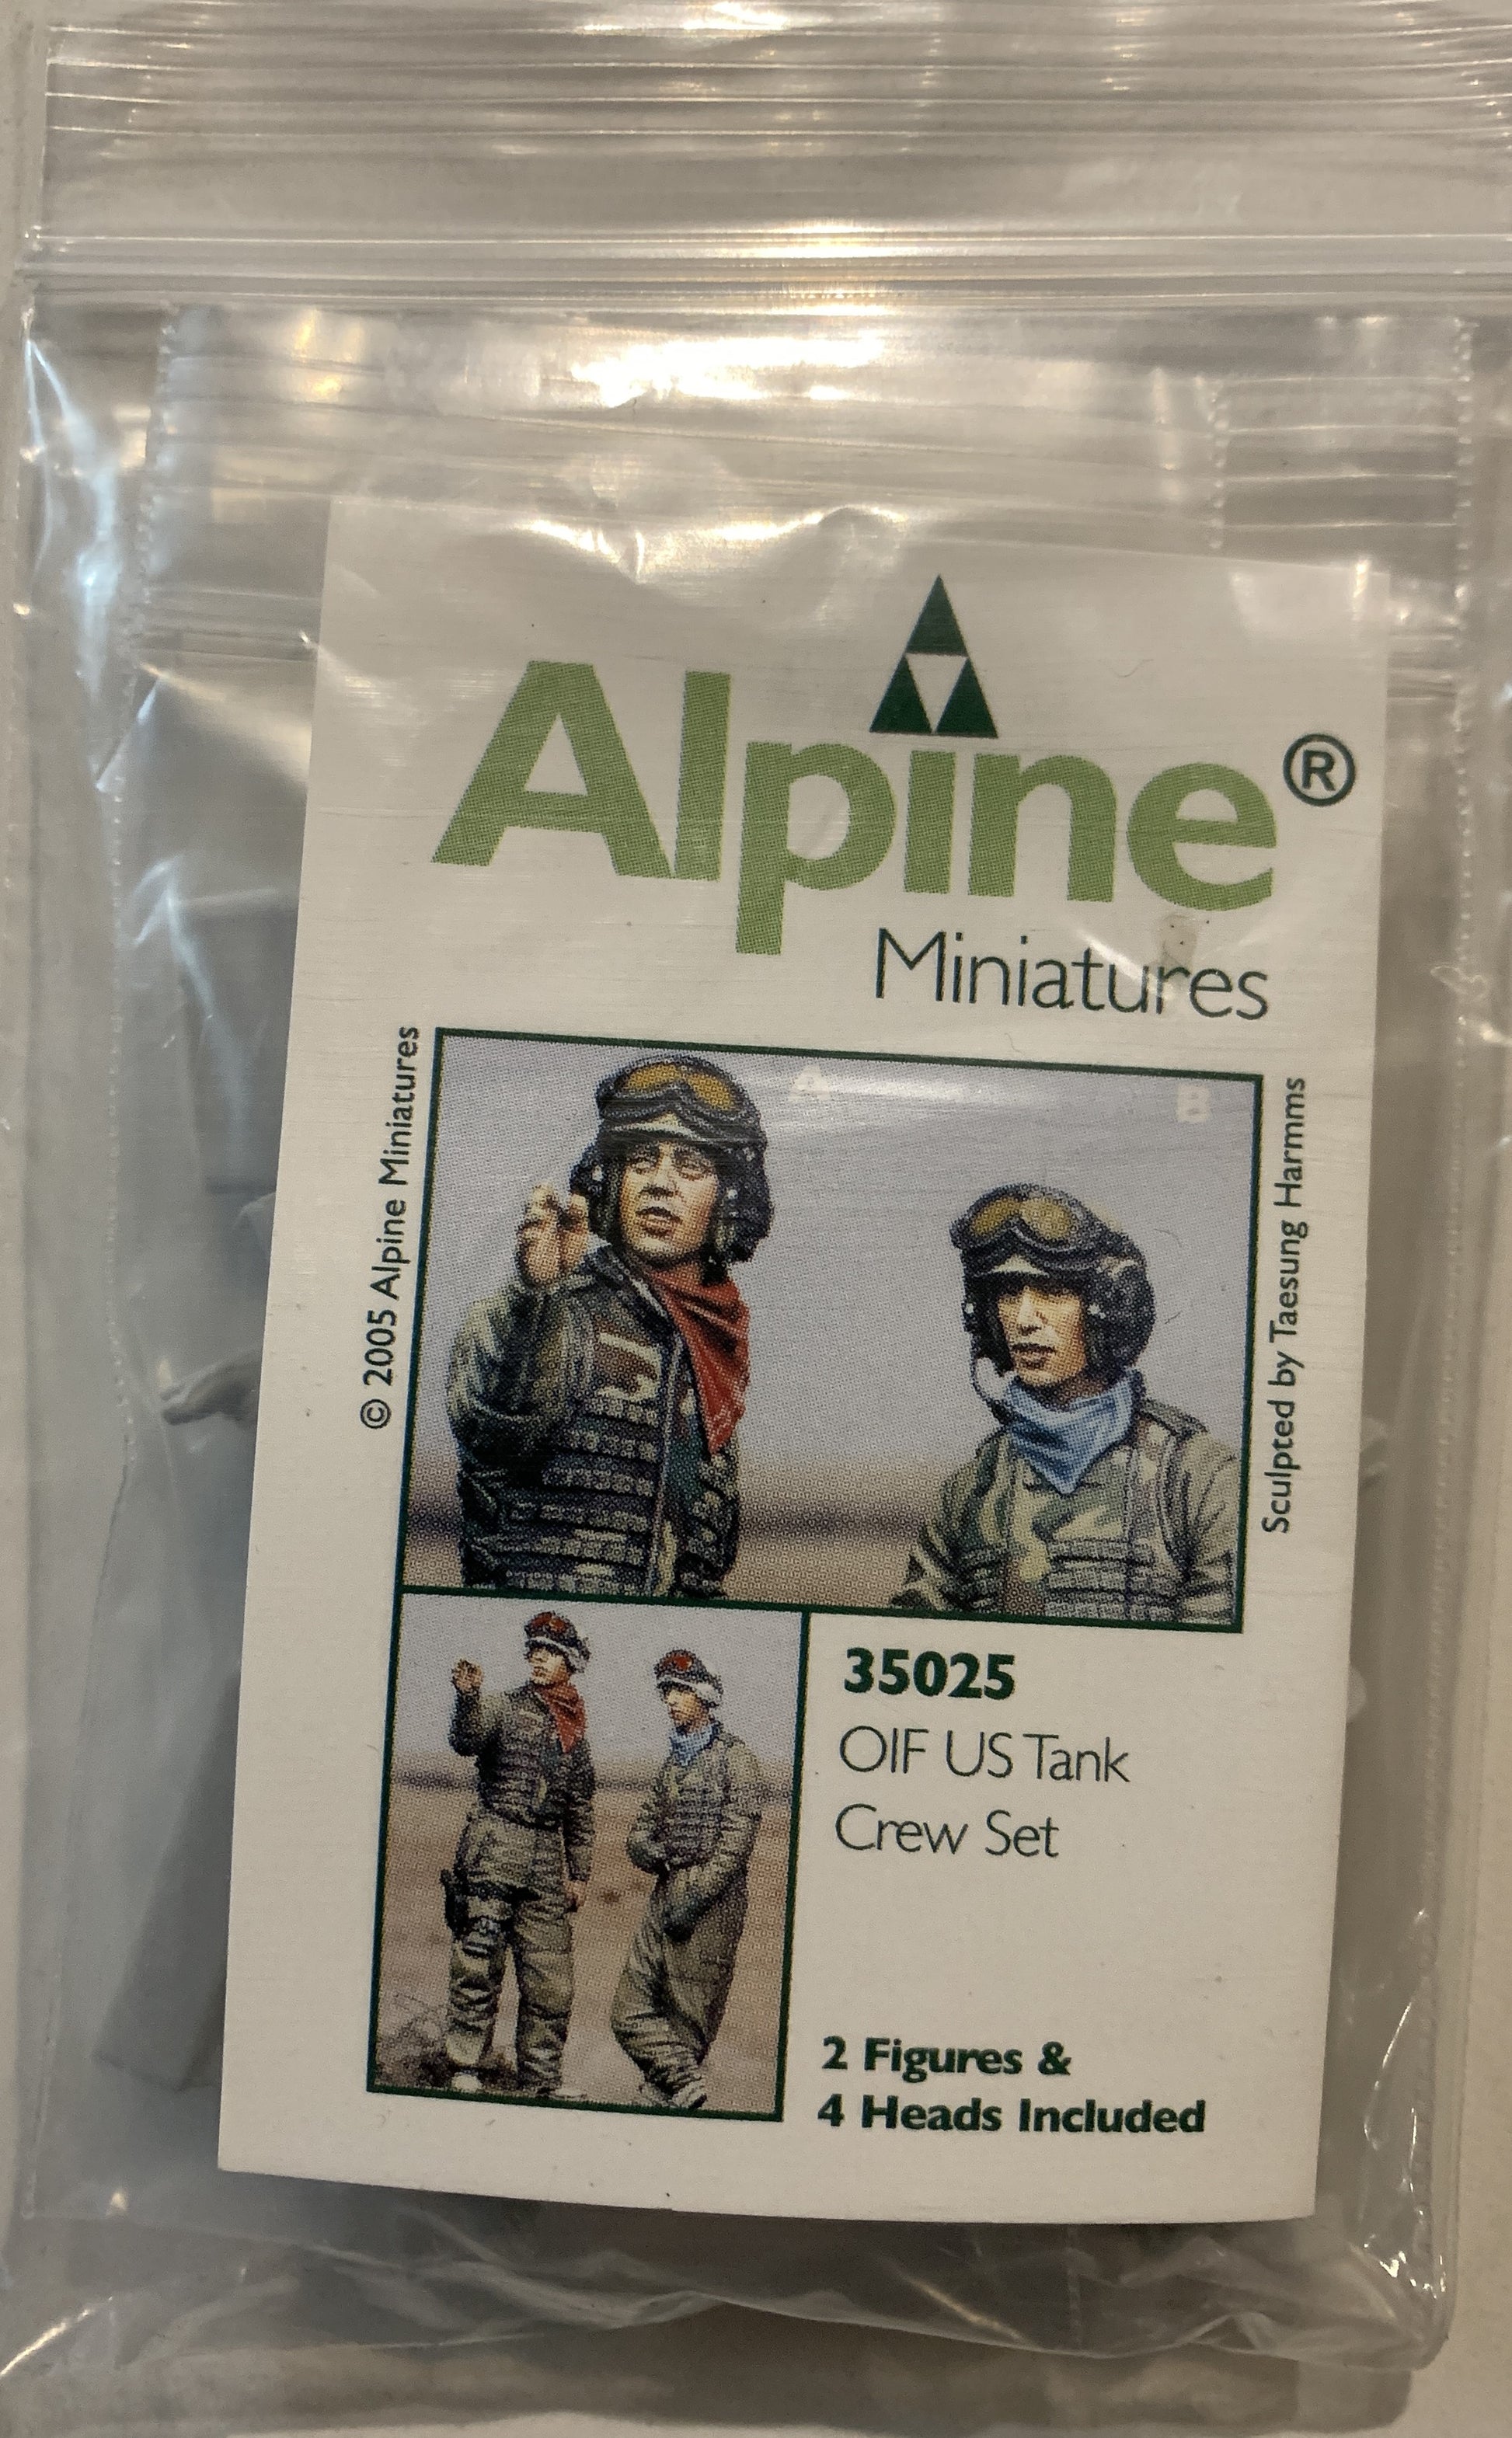 Alpine®
Miniatures
© 2005 Alpine Miniatures
A
B
Sculpted by Taesung Harmms
35025
OIF US Tank
Crew Set
2 Figures &
4 Heads Included